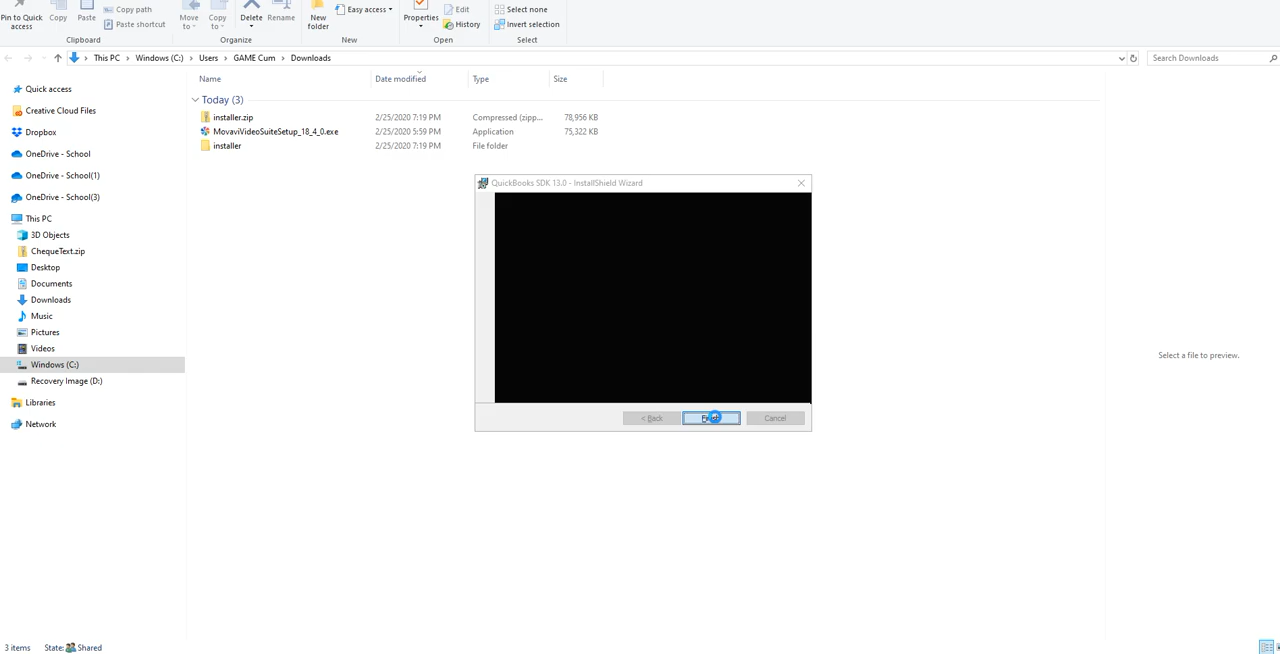 Pin to Quick access
Copy
Paste
Copy path
Paste shortcut
Move to
Copy to
Delete
Rename
New folder
Easy access
Properties
Edit
History
Select none
Invert selection
Clipboard
Organize
New
Open
Select
This PC › Windows (C:) › Users › GAME Cum › Downloads
Search Downloads
Name
Date modified
Type
Size
Quick access
Creative Cloud Files
Dropbox
OneDrive - School
OneDrive - School(1)
OneDrive - School(3)
This PC
3D Objects
ChequeText.zip
Desktop
Documents
Downloads
Music
Pictures
Videos
Windows (C:)
Recovery Image (D:)
Libraries
Network
Today (3)
installer.zip 2/25/2020 7:19 PM Compressed (zipp... 78,956 KB
MovaviVideoSuiteSetup_18_4_0.exe 2/25/2020 5:59 PM Application 75,322 KB
installer 2/25/2020 7:19 PM File folder
QuickBooks SDK 13.0 - InstallShield Wizard
< Back
Cancel
Select a file to preview.
3 items State: Shared